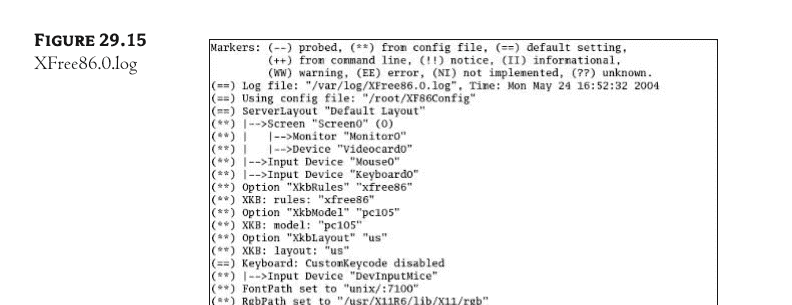 FIGURE 29.15
XFree86.0.log
Markers: (--) probed, (**) from config file, (==) default setting,
(++) from command line, (!!) notice, (II) informational,
(WW) warning, (EE) error, (NI) not implemented, (??) unknown.
(==) Log file: "/var/log/XFree86.0.log", Time: Mon May 24 16:52:32 2004
(==) Using config file: "/root/XF86Config"
(==) ServerLayout "Default Layout"
(**) |-->Screen "Screen0" (0)
(**) |   |-->Monitor "Monitor0"
(**) |   |-->Device "Videocard0"
(**) |-->Input Device "Mouse0"
(**) |-->Input Device "Keyboard0"
(**) Option "XkbRules" "xfree86"
(**) XKB: rules: "xfree86"
(**) Option "XkbModel" "pc105"
(**) XKB: model: "pc105"
(**) Option "XkbLayout" "us"
(**) XKB: layout: "us"
(==) Keyboard: CustomKeycode disabled
(**) |-->Input Device "DevInputMice"
(**) FontPath set to "unix/:7100"
(**) RgbPath set to "/usr/X11R6/lib/X11/rgb"